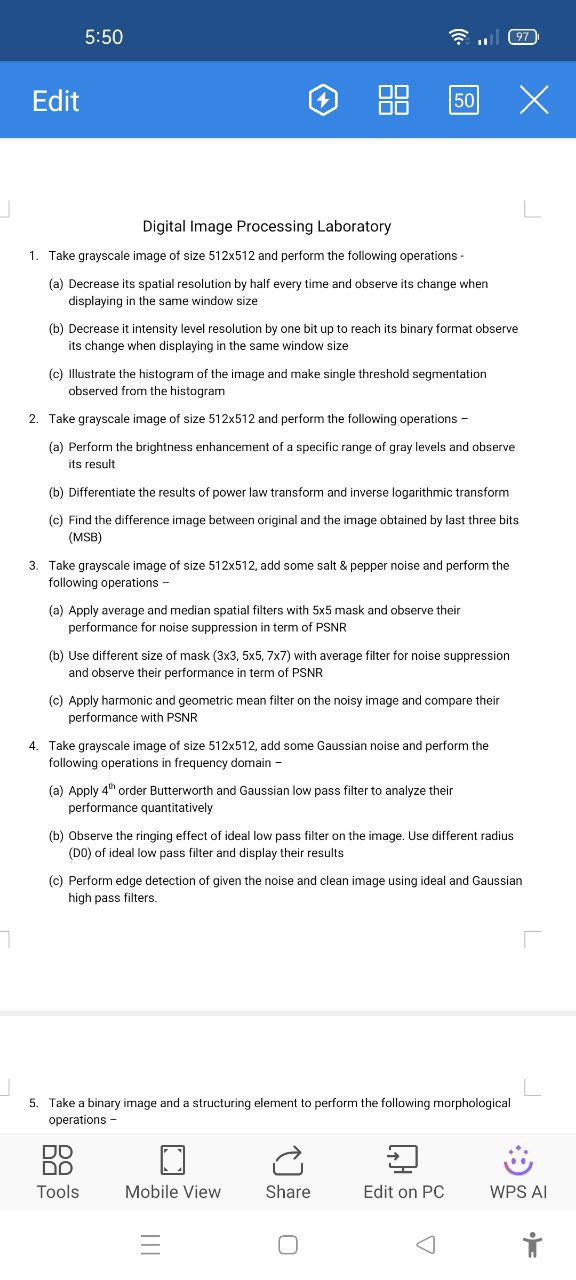 5:50
97
Edit
50
Digital Image Processing Laboratory
1. Take grayscale image of size 512x512 and perform the following operations -
(a) Decrease its spatial resolution by half every time and observe its change when
displaying in the same window size
(b) Decrease it intensity level resolution by one bit up to reach its binary format observe
its change when displaying in the same window size
(c) Illustrate the histogram of the image and make single threshold segmentation
observed from the histogram
2. Take grayscale image of size 512x512 and perform the following operations –
(a) Perform the brightness enhancement of a specific range of gray levels and observe
its result
(b) Differentiate the results of power law transform and inverse logarithmic transform
(c) Find the difference image between original and the image obtained by last three bits
(MSB)
3. Take grayscale image of size 512x512, add some salt & pepper noise and perform the
following operations –
(a) Apply average and median spatial filters with 5x5 mask and observe their
performance for noise suppression in term of PSNR
(b) Use different size of mask (3x3, 5x5, 7x7) with average filter for noise suppression
and observe their performance in term of PSNR
(c) Apply harmonic and geometric mean filter on the noisy image and compare their
performance with PSNR
4. Take grayscale image of size 512x512, add some Gaussian noise and perform the
following operations in frequency domain –
(a) Apply 4th order Butterworth and Gaussian low pass filter to analyze their
performance quantitatively
(b) Observe the ringing effect of ideal low pass filter on the image. Use different radius
(D0) of ideal low pass filter and display their results
(c) Perform edge detection of given the noise and clean image using ideal and Gaussian
high pass filters.
5. Take a binary image and a structuring element to perform the following morphological
operations –
Tools
Mobile View
Share
Edit on PC
WPS AI